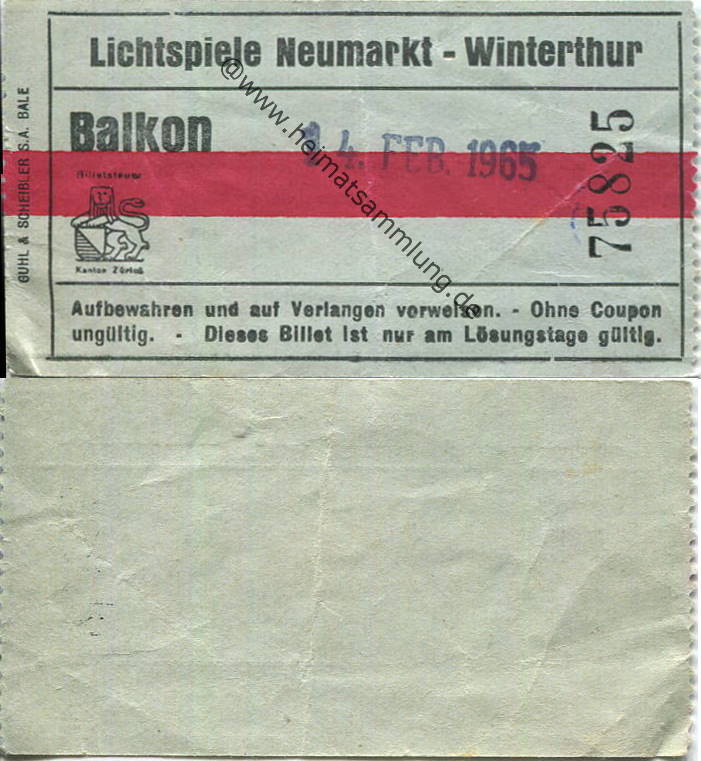 Lichtspiele Neumarkt - Winterthur
GUHL & SCHEIBLER S.A. BALE
Balkon
14. FEB. 1965
75825
Billetsteuer
Kanton Zürich
Aufbewahren und auf Verlangen vorweisen. - Ohne Coupon
ungültig. - Dieses Billet ist nur am Lösungstage gültig.
@www.heimatsammlung.de